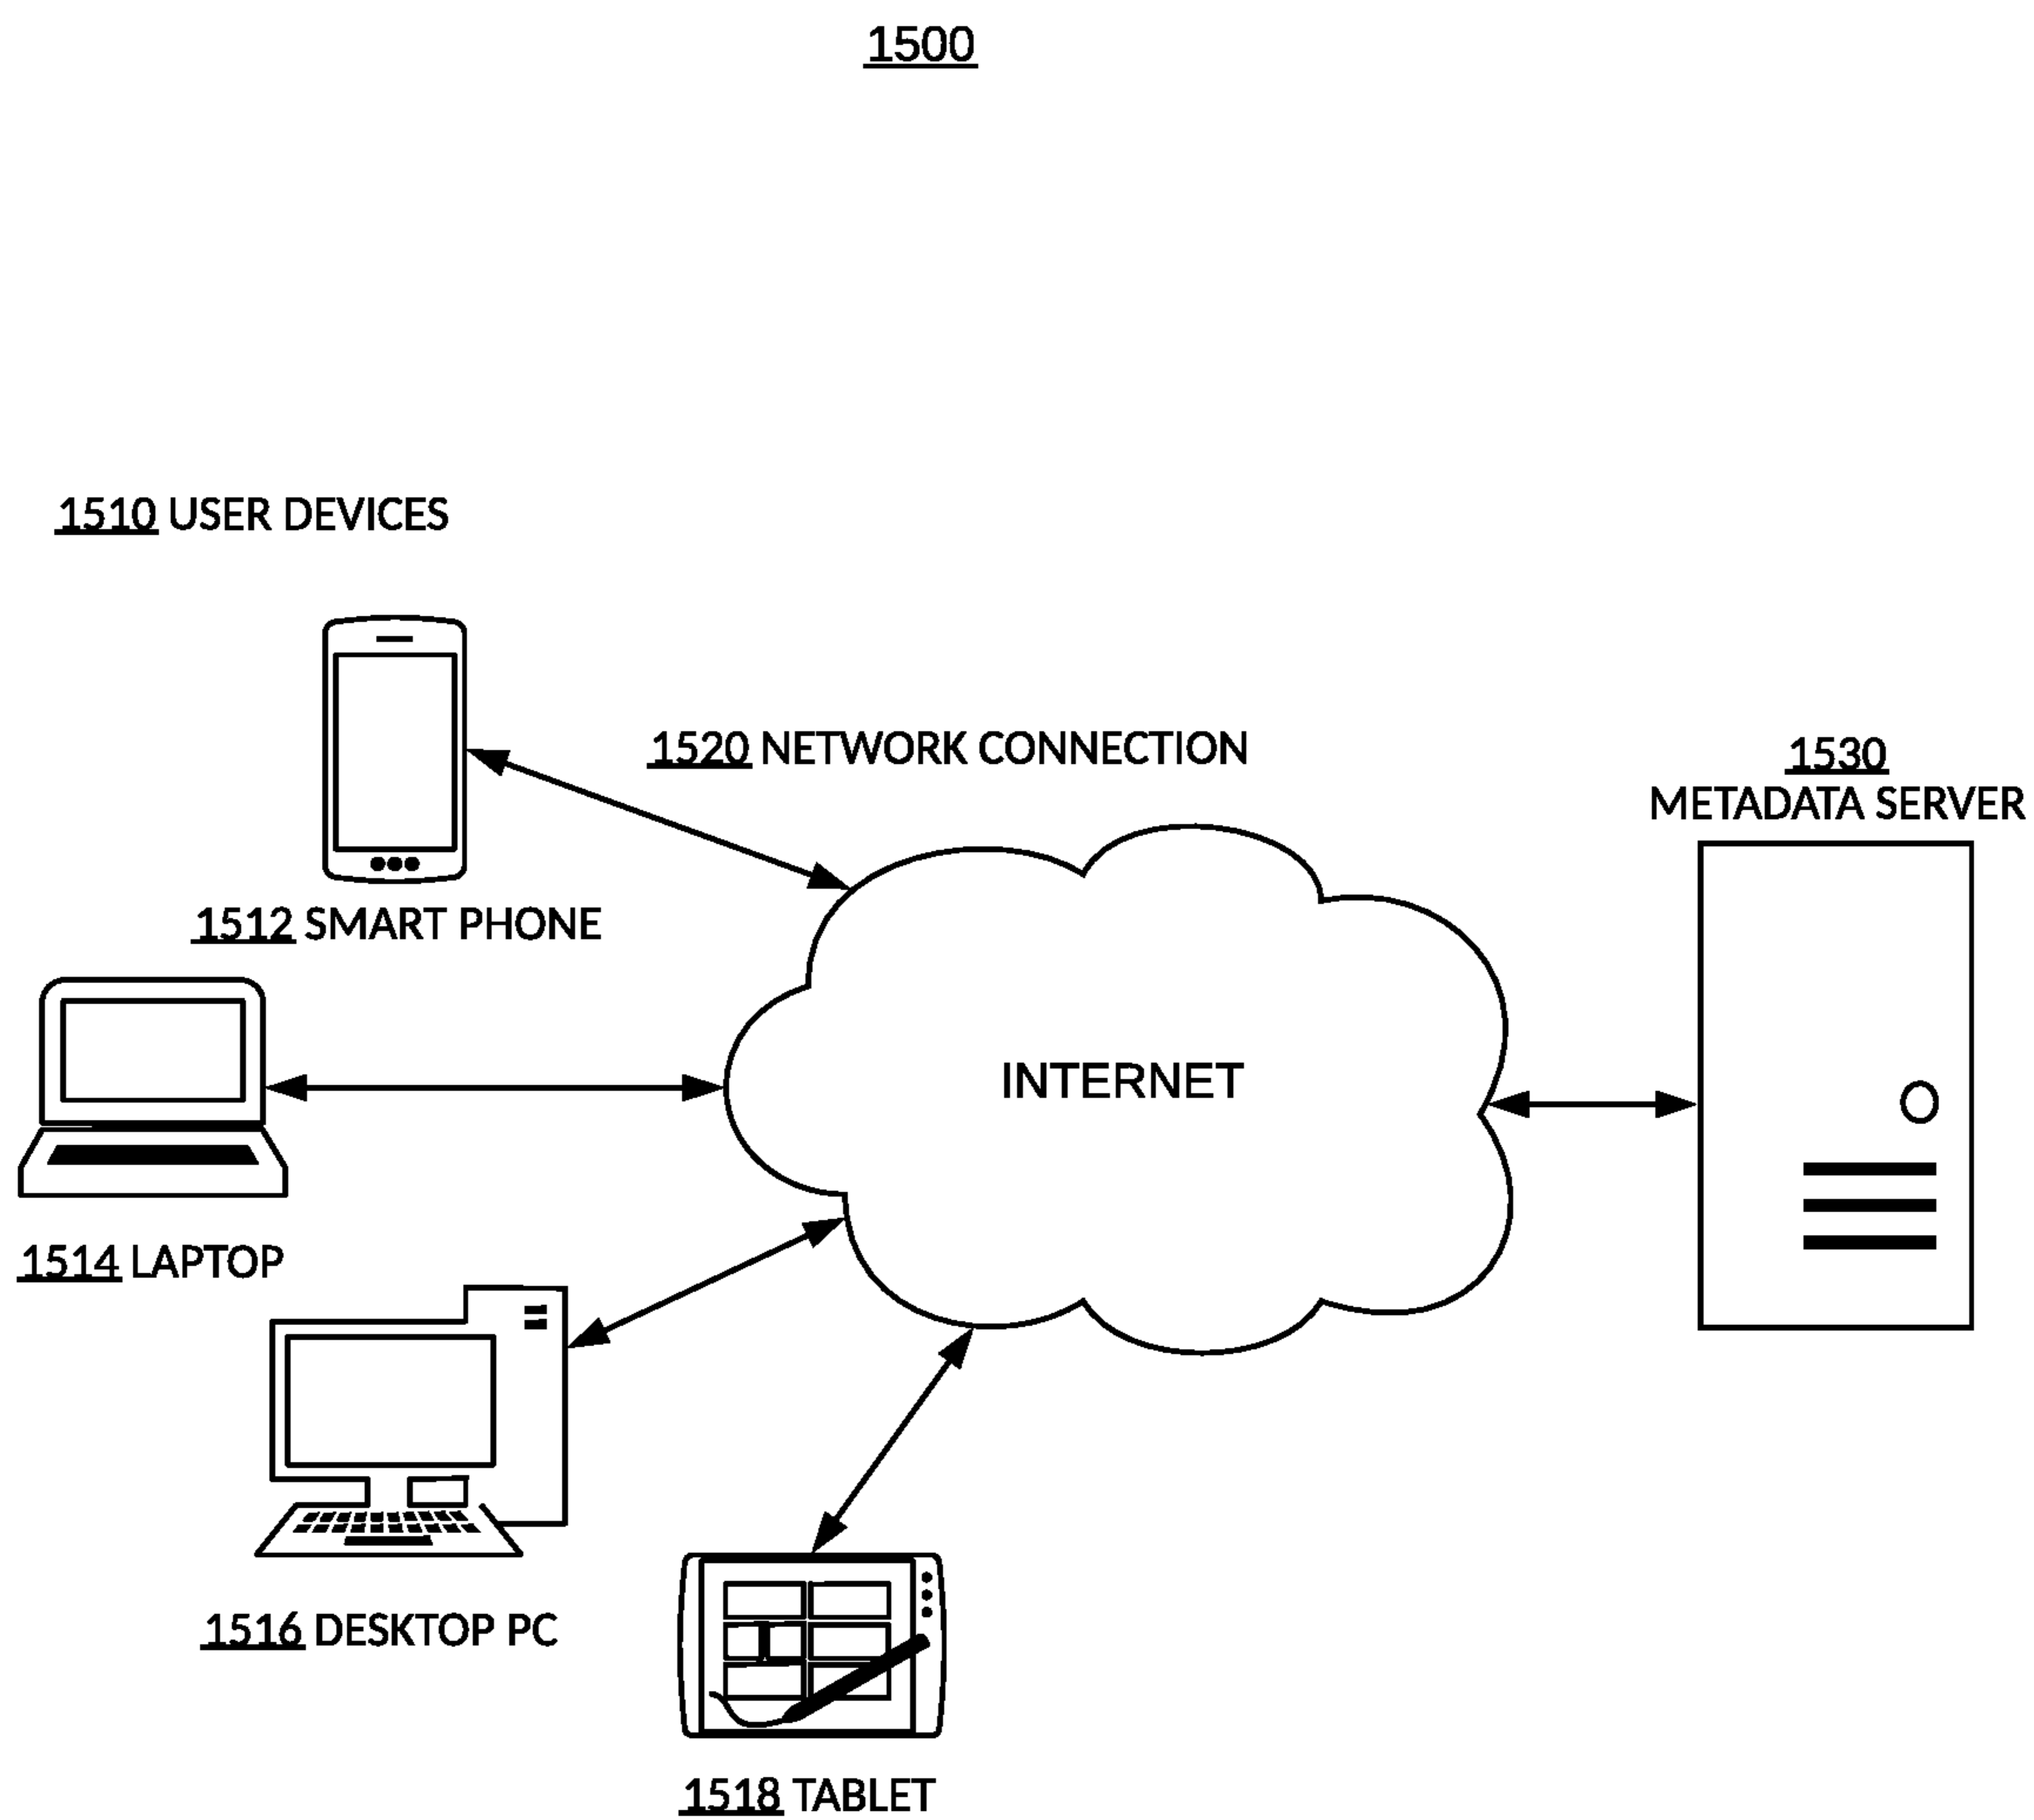 1500
1510 USER DEVICES
1520 NETWORK CONNECTION
1530
METADATA SERVER
1512 SMART PHONE
INTERNET
1514 LAPTOP
1516 DESKTOP PC
1518 TABLET